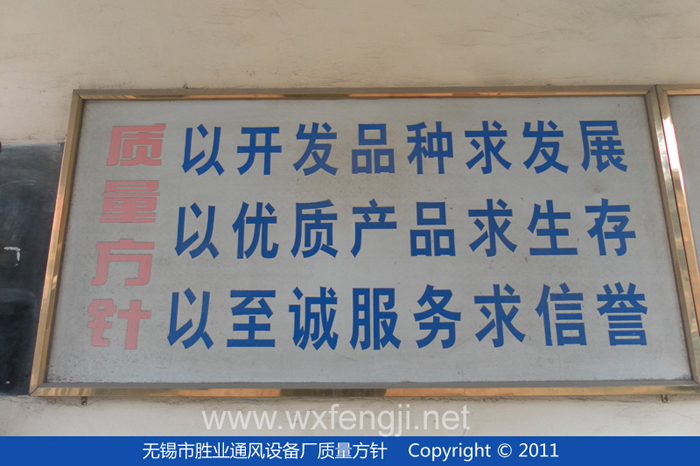 质量方针
以开发品种求发展
以优质产品求生存
以至诚服务求信誉
www.wxfengji.net
无锡市胜业通风设备厂质量方针 Copyright © 2011